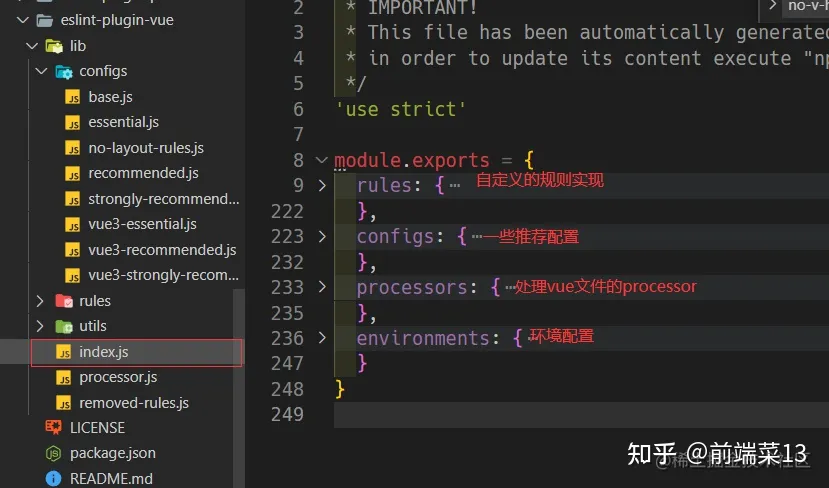 eslint-plugin-vue
lib
configs
base.js
essential.js
no-layout-rules.js
recommended.js
strongly-recommend...
vue3-essential.js
vue3-recommended.js
vue3-strongly-recom...
rules
utils
index.js
processor.js
removed-rules.js
LICENSE
package.json
README.md
no-v-h
2 * IMPORTANT!
3 * This file has been automatically generated
4 * in order to update its content execute "np
5 */
6 'use strict'
7
8 module.exports = {
9 rules: { ⋯ 自定义的规则实现
222 },
223 configs: { ⋯ 一些推荐配置
232 },
233 processors: { ⋯ 处理vue文件的processor
235 },
236 environments: { ⋯ 环境配置
247 }
248 }
249
知乎 @前端菜13
@稀土掘金技术社区